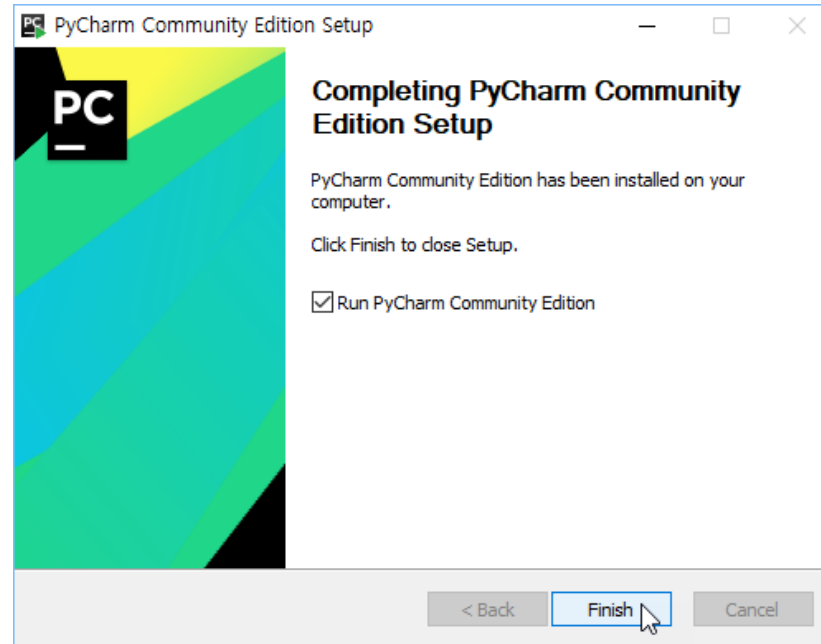 PyCharm Community Edition Setup
PC
Completing PyCharm Community
Edition Setup
PyCharm Community Edition has been installed on your
computer.
Click Finish to close Setup.
Run PyCharm Community Edition
< Back Finish Cancel